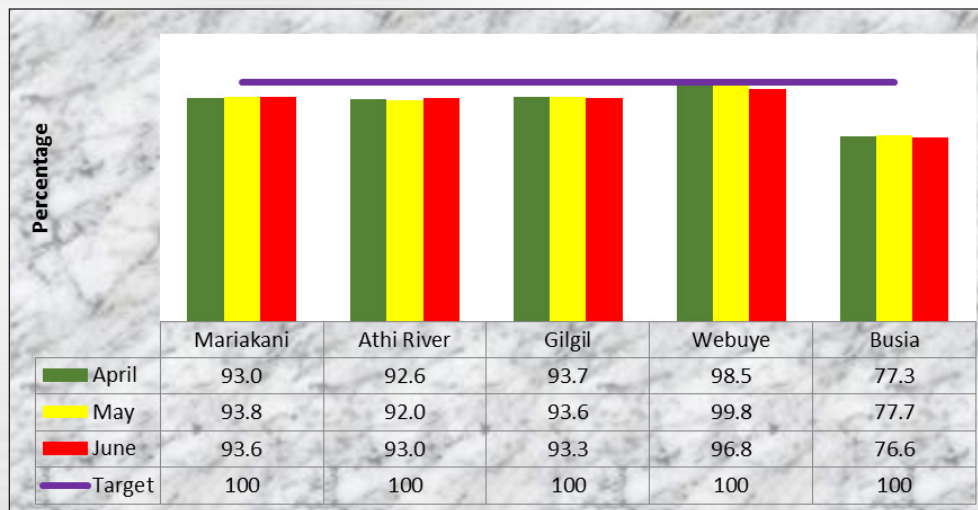 Percentage
Mariakani Athi River Gilgil Webuye Busia
April 93.0 92.6 93.7 98.5 77.3
May 93.8 92.0 93.6 99.8 77.7
June 93.6 93.0 93.3 96.8 76.6
Target 100 100 100 100 100